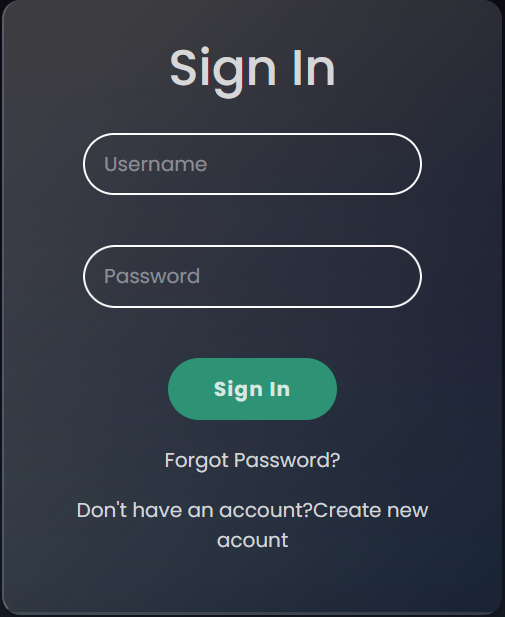 Sign In
Username
Password
Sign In
Forgot Password?
Don't have an account?Create new
acount